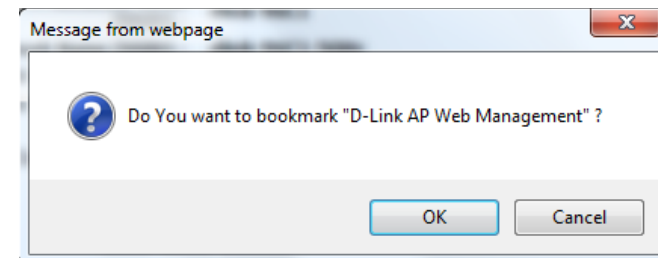 Message from webpage
Do You want to bookmark "D-Link AP Web Management" ?
OK
Cancel